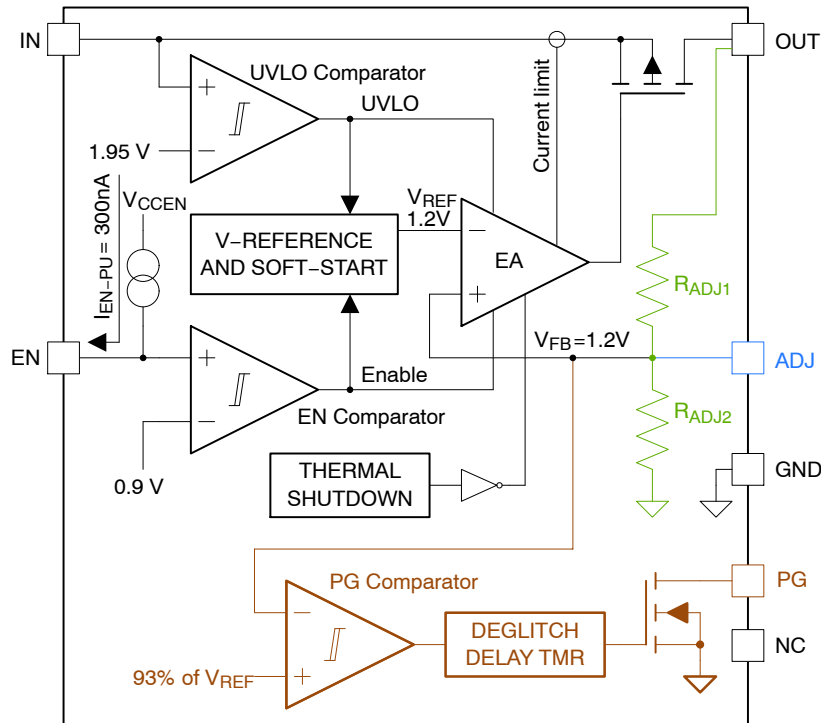 IN
OUT
UVLO Comparator
UVLO
Current limit
+
−
1.95 V
IEN−PU = 300nA
VCCEN
VREF
1.2V
V−REFERENCE
AND SOFT−START
−
EA
+
RADJ1
EN
+
−
Enable
EN Comparator
VFB=1.2V
ADJ
RADJ2
0.9 V
THERMAL
SHUTDOWN
GND
PG Comparator
−
+
93% of VREF
DEGLITCH
DELAY TMR
PG
NC